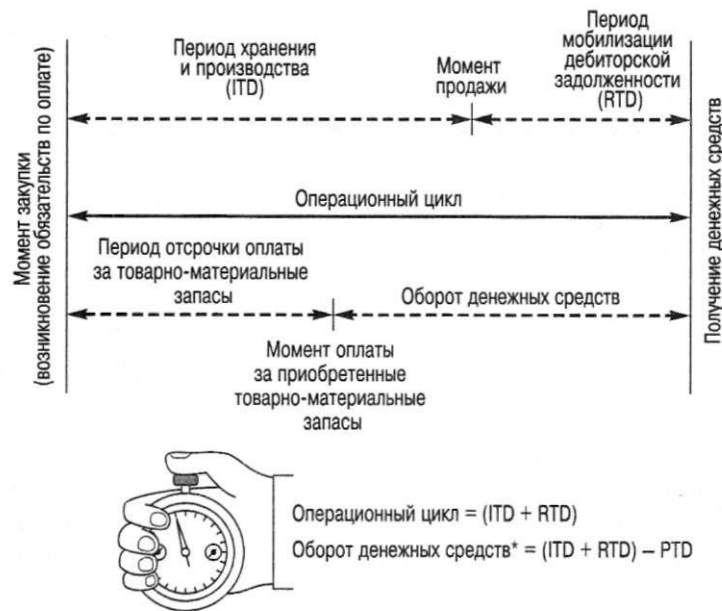 Период хранения
и производства
(ITD)
Момент
продажи
Период
мобилизации
дебиторской
задолженности
(RTD)
Момент закупки
(возникновение обязательств по оплате)
Операционный цикл
Получение денежных средств
Период отсрочки оплаты
за товарно-материальные
запасы
Оборот денежных средств
Момент оплаты
за приобретенные
товарно-материальные
запасы
Операционный цикл = (ITD + RTD)
Оборот денежных средств* = (ITD + RTD) – PTD